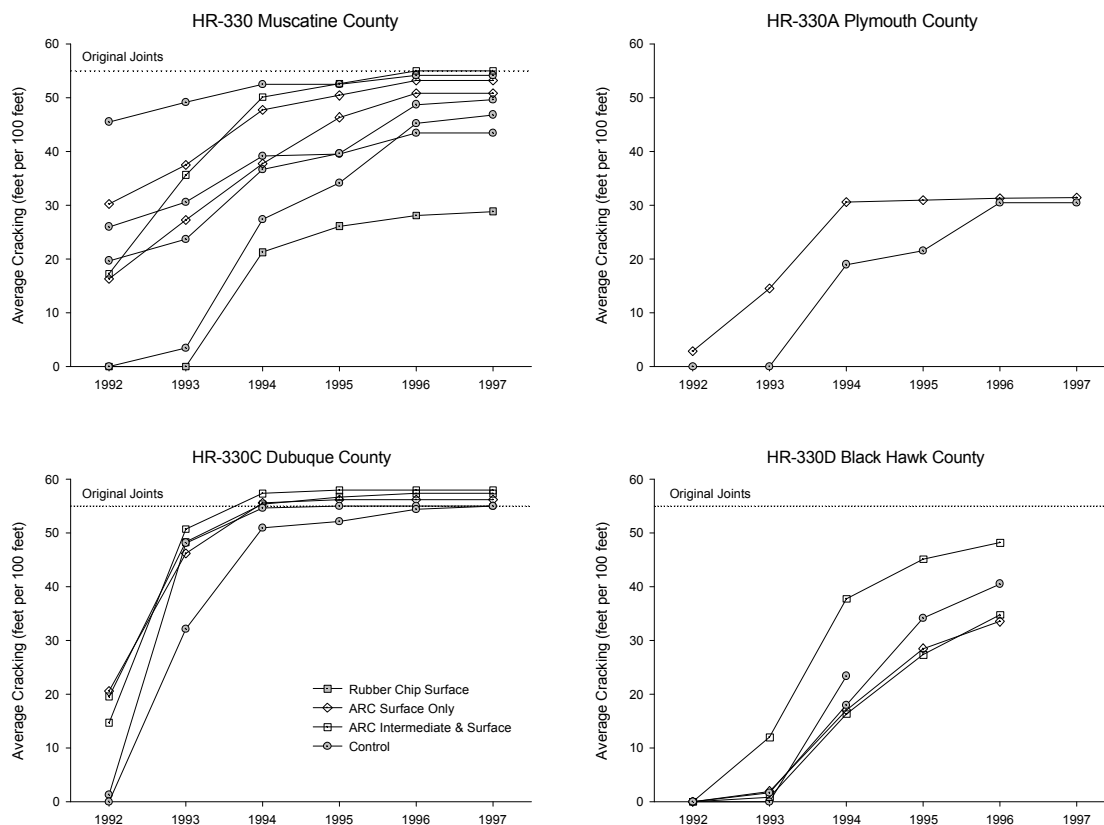 HR-330 Muscatine County
Average Cracking (feet per 100 feet)
60
50
40
30
20
10
0
Original Joints
1992 1993 1994 1995 1996 1997
HR-330A Plymouth County
Average Cracking (feet per 100 feet)
60
50
40
30
20
10
0
1992 1993 1994 1995 1996 1997
HR-330C Dubuque County
Average Cracking (feet per 100 feet)
60
50
40
30
20
10
0
Original Joints
Rubber Chip Surface
ARC Surface Only
ARC Intermediate & Surface
Control
1992 1993 1994 1995 1996 1997
HR-330D Black Hawk County
Average Cracking (feet per 100 feet)
60
50
40
30
20
10
0
Original Joints
1992 1993 1994 1995 1996 1997